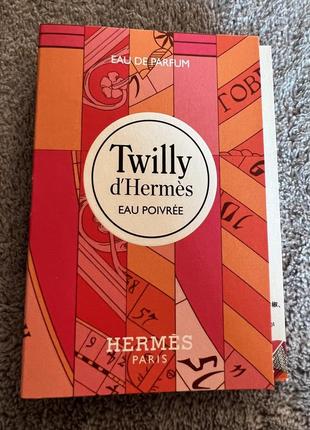 EAU DE PARFUM
Twilly
d'Hermès
EAU POIVRÉE
HERMÈS
PARIS